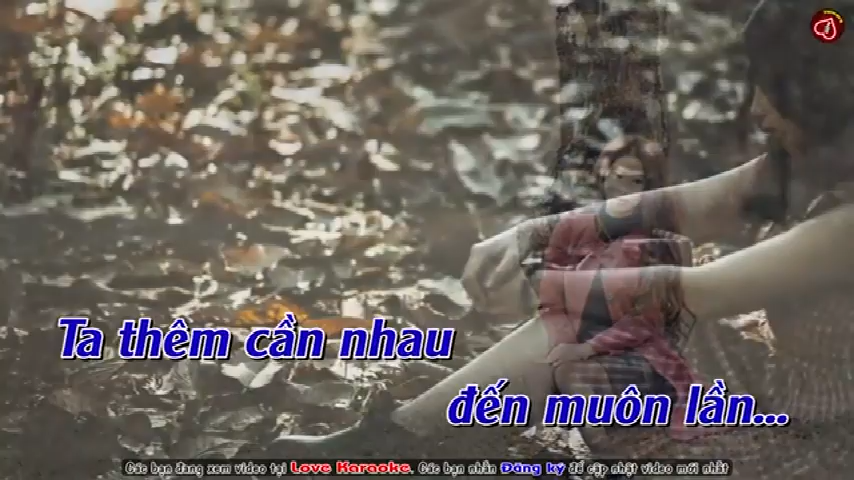 Ta thêm cần nhau
đến muôn lần...
Các bạn đang xem video tại Love Karaoke. Các bạn nhấn Đăng ký để cập nhật video mới nhất